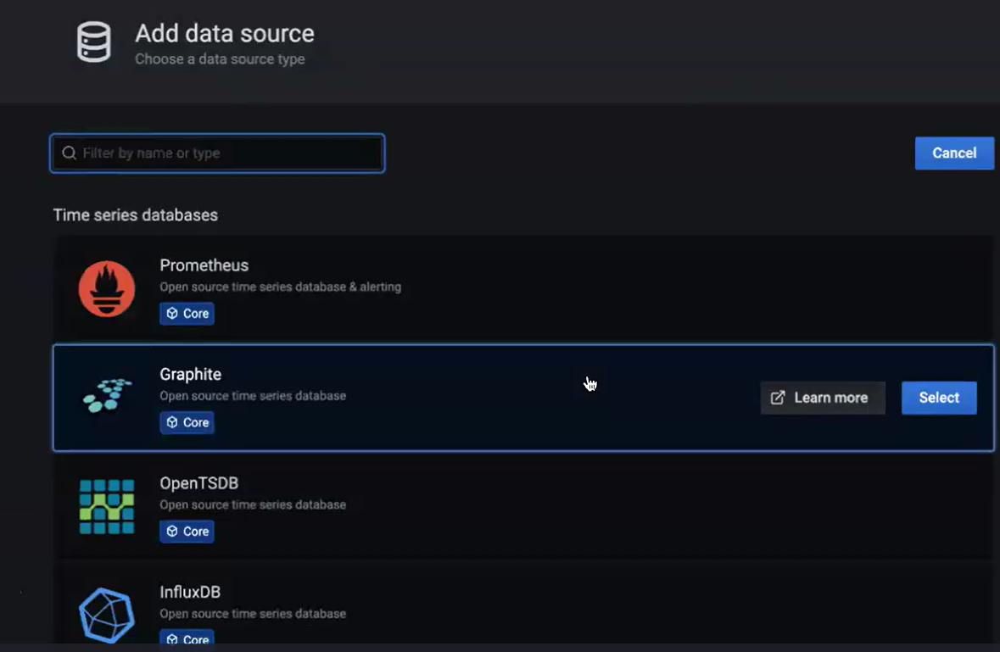 Add data source
Choose a data source type
Filter by name or type
Cancel
Time series databases
Prometheus
Open source time series database & alerting
Core
Graphite
Open source time series database
Core
Learn more
Select
OpenTSDB
Open source time series database
Core
InfluxDB
Open source time series database
Core